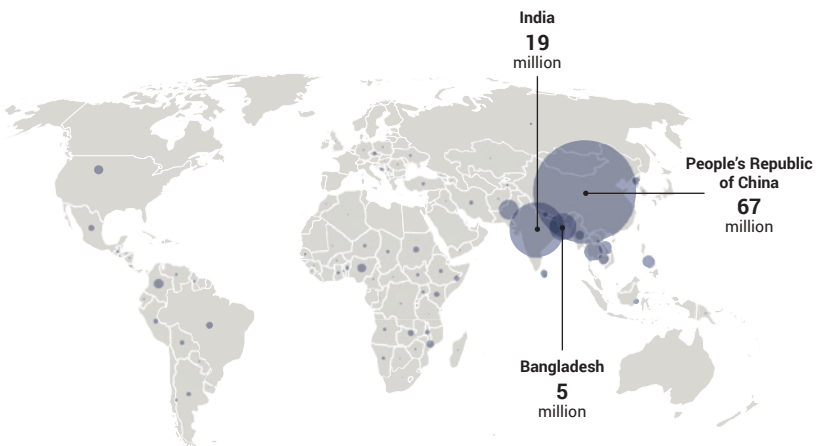 India
19
million
People's Republic
of China
67
million
Bangladesh
5
million